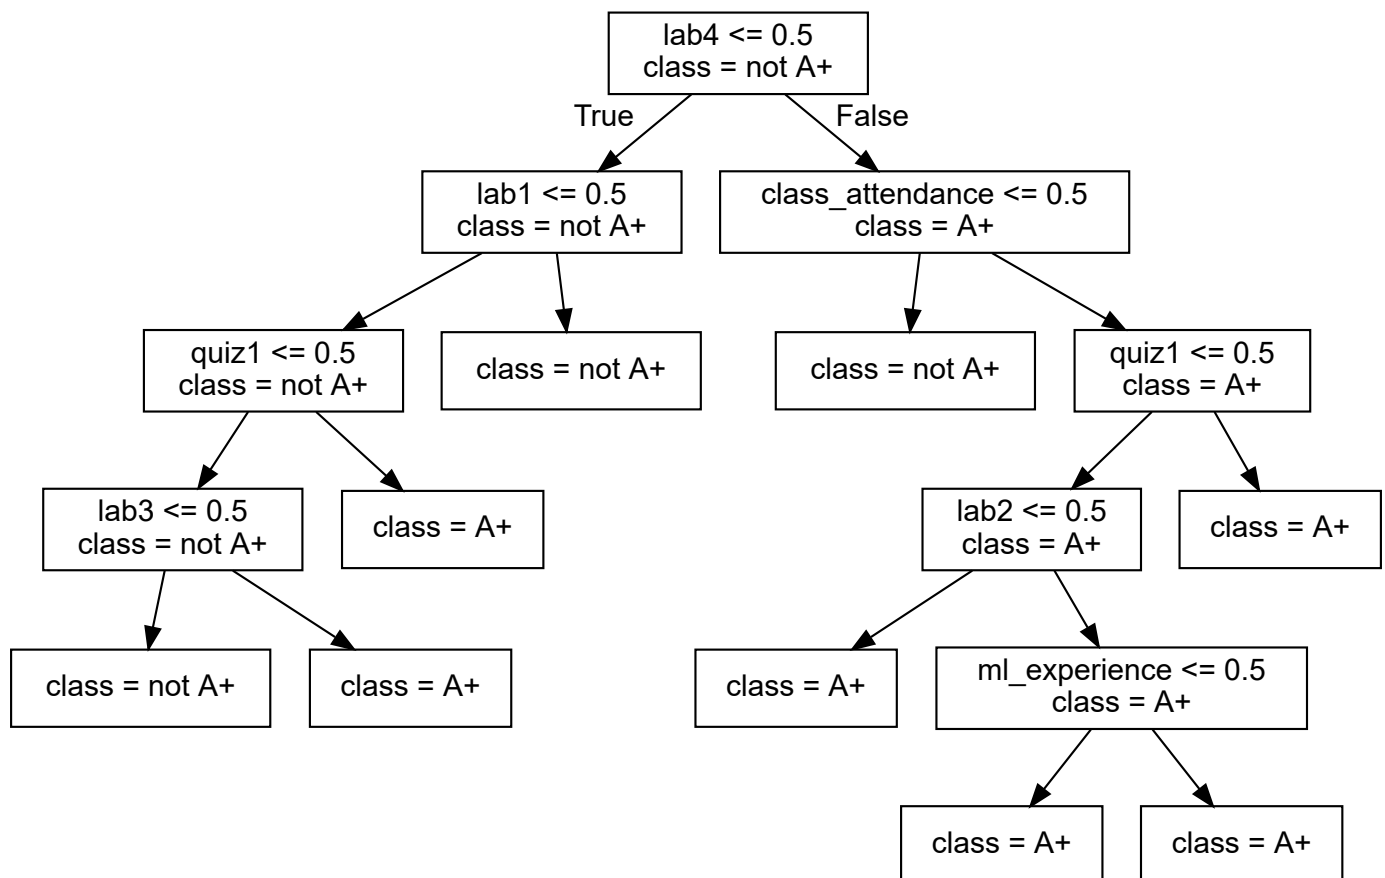 lab4 <= 0.5
class = not A+
True
False
lab1 <= 0.5
class = not A+
class_attendance <= 0.5
class = A+
quiz1 <= 0.5
class = not A+
class = not A+
class = not A+
quiz1 <= 0.5
class = A+
lab3 <= 0.5
class = not A+
class = A+
lab2 <= 0.5
class = A+
class = A+
class = not A+
class = A+
class = A+
ml_experience <= 0.5
class = A+
class = A+
class = A+